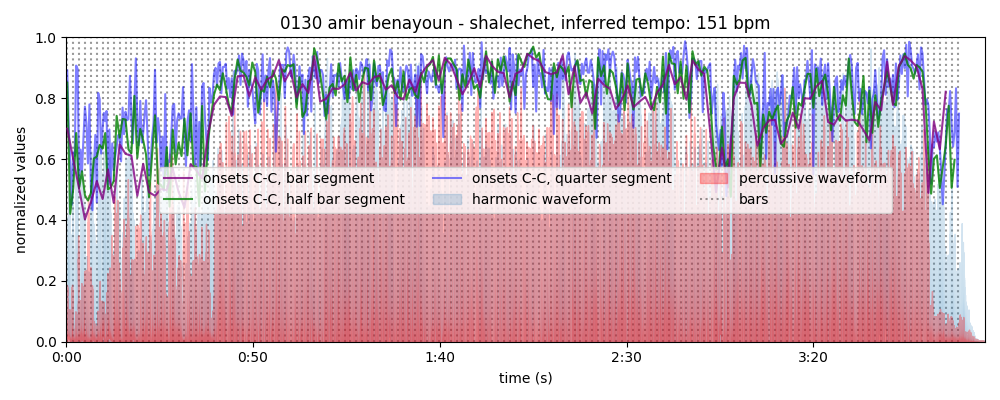 0130 amir benayoun - shalechet, inferred tempo: 151 bpm
normalized values
1.0
0.8
0.6
0.4
0.2
0.0
onsets C-C, bar segment
onsets C-C, half bar segment
onsets C-C, quarter segment
harmonic waveform
percussive waveform
bars
0:00 0:50 1:40 2:30 3:20
time (s)